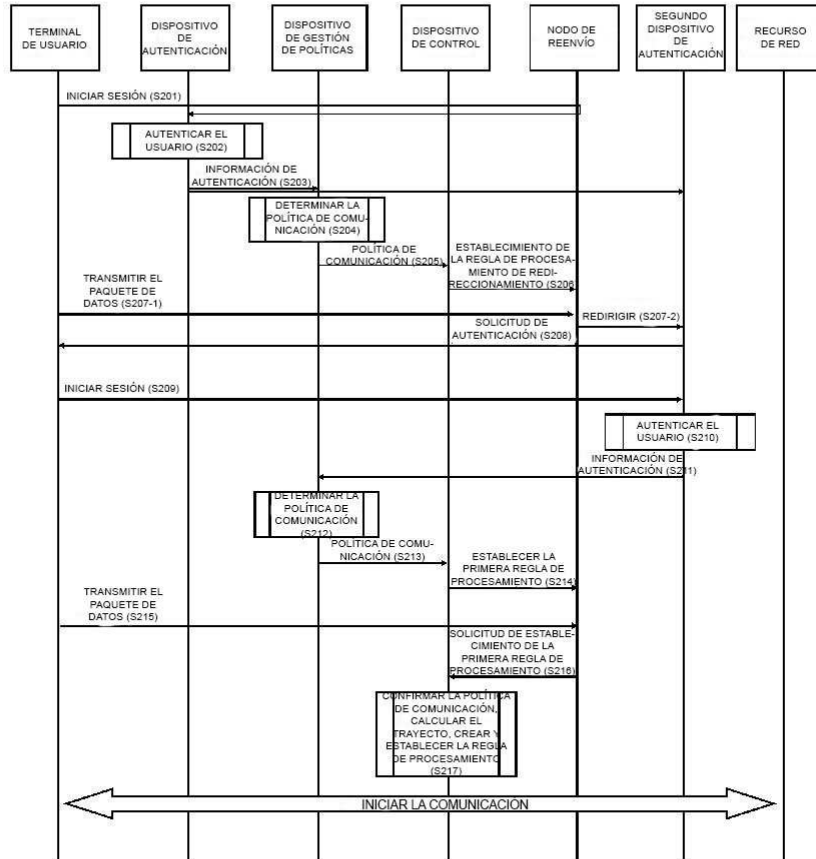 TERMINAL
DE USUARIO
DISPOSITIVO
DE
AUTENTICACIÓN
DISPOSITIVO
DE GESTIÓN
DE POLÍTICAS
DISPOSITIVO
DE CONTROL
NODO DE
REENVÍO
SEGUNDO
DISPOSITIVO
DE
AUTENTICACIÓN
RECURSO
DE RED
INICIAR SESIÓN (S201)
AUTENTICAR EL
USUARIO (S202)
INFORMACIÓN DE
AUTENTICACIÓN (S203)
DETERMINAR LA
POLÍTICA DE COMU-
NICACIÓN (S204)
POLÍTICA DE
COMUNICACIÓN (S205)
ESTABLECIMIENTO DE
LA REGLA DE PROCESA-
MIENTO DE REDI-
RECCIONAMIENTO (S206
TRANSMITIR EL
PAQUETE DE
DATOS (S207-1)
REDIRIGIR (S207-2)
SOLICITUD DE
AUTENTICACIÓN (S208)
INICIAR SESIÓN (S209)
AUTENTICAR EL
USUARIO (S210)
INFORMACIÓN DE
AUTENTICACIÓN (S211)
DETERMINAR LA
POLÍTICA DE
COMUNICACIÓN
(S212)
POLÍTICA DE COMU-
NICACIÓN (S213)
ESTABLECER LA
PRIMERA REGLA DE
PROCESAMIENTO (S214)
TRANSMITIR EL
PAQUETE DE
DATOS (S215)
SOLICITUD DE ESTABLE-
CIMIENTO DE LA
PRIMERA REGLA DE
PROCESAMIENTO (S216)
CONFIRMAR LA POLÍTICA
DE COMUNICACIÓN,
CALCULAR EL
TRAYECTO, CREAR Y
ESTABLECER LA REGLA
DE PROCESAMIENTO
(S217)
INICIAR LA COMUNICACIÓN